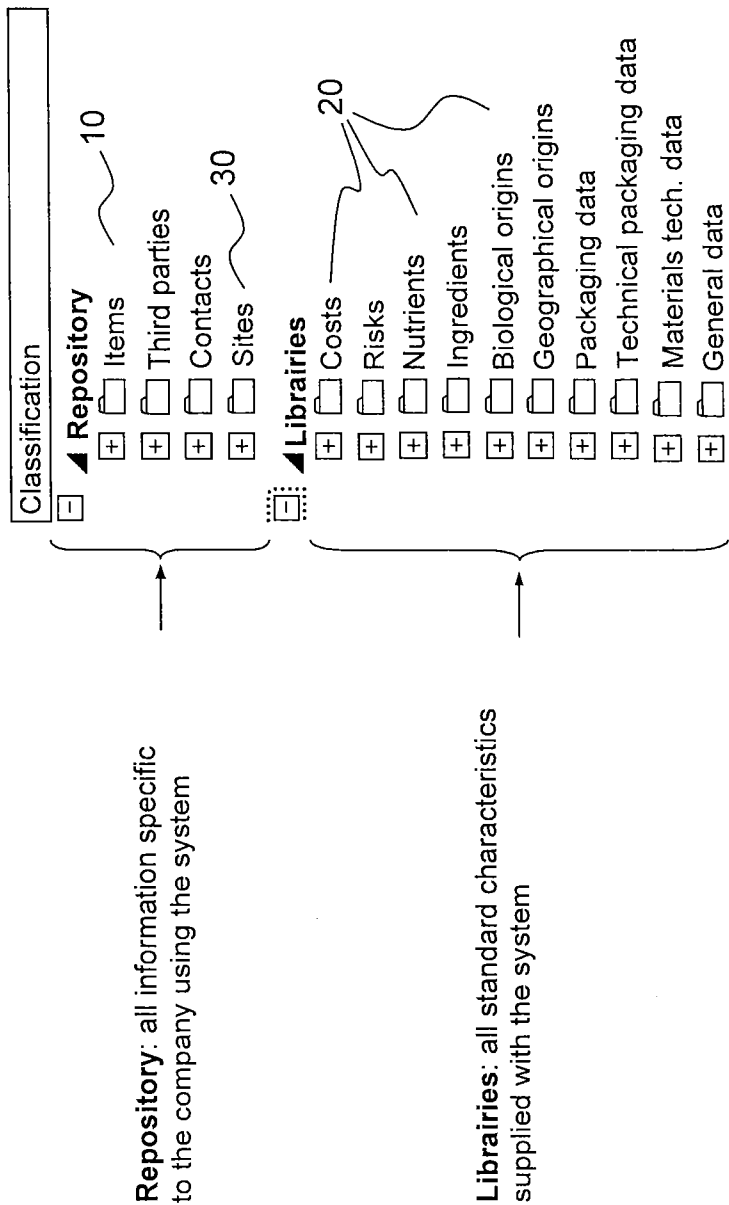 Classification
Repository
Items
10
Third parties
Contacts
Sites
30
Librairies
Costs
20
Risks
Nutrients
Ingredients
Biological origins
Geographical origins
Packaging data
Technical packaging data
Materials tech. data
General data
Repository: all information specific
to the company using the system
Librairies: all standard characteristics
supplied with the system